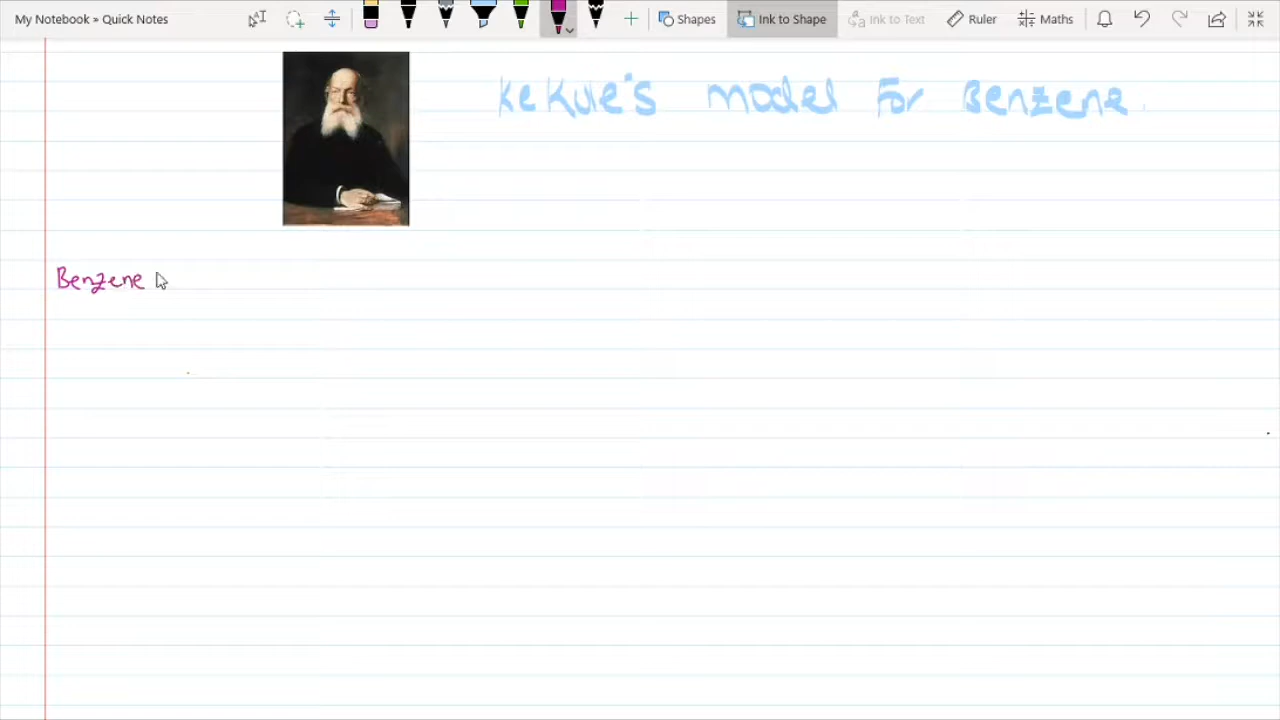 My Notebook » Quick Notes
Shapes
Ink to Shape
Ink to Text
Ruler
Maths
KeKule's model For Benzene.
Benzene